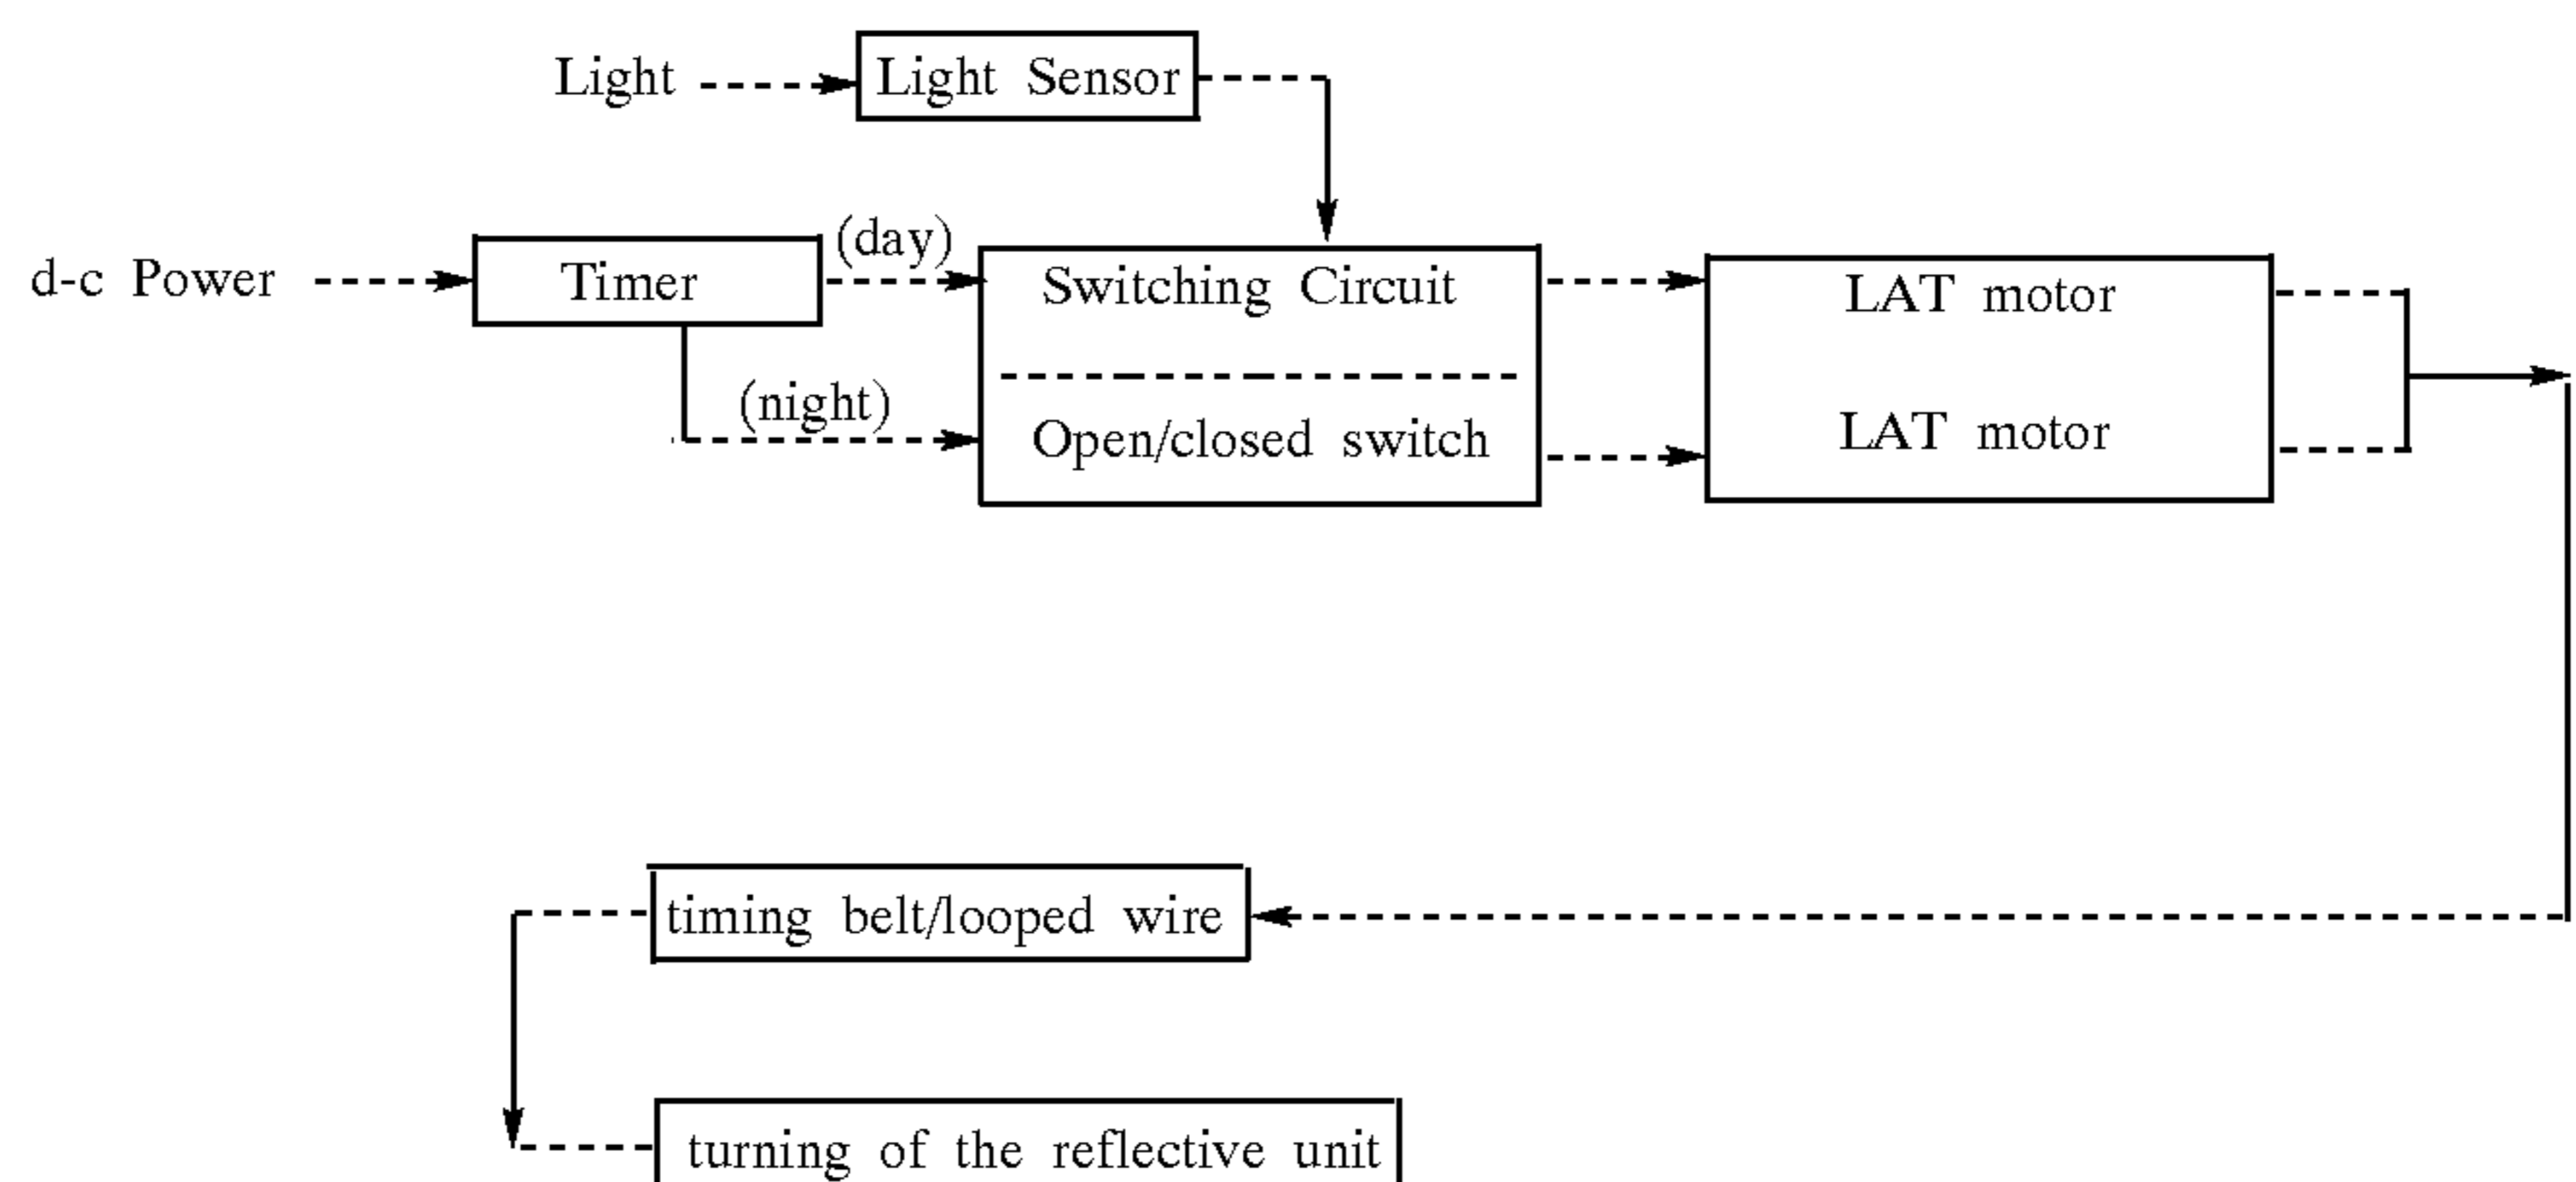 Light
Light Sensor
d-c Power
Timer
(day)
(night)
Switching Circuit
Open/closed switch
LAT motor
LAT motor
timing belt/looped wire
turning of the reflective unit